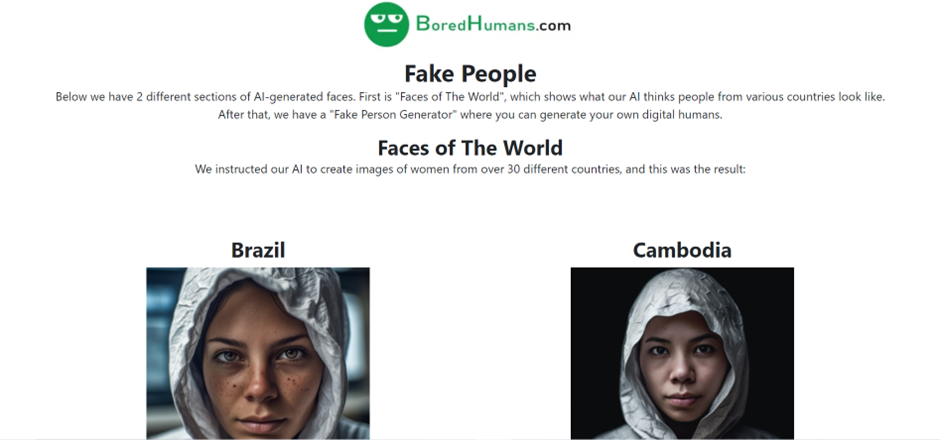 BoredHumans.com
Fake People
Below we have 2 different sections of AI-generated faces. First is "Faces of The World", which shows what our AI thinks people from various countries look like.
After that, we have a "Fake Person Generator" where you can generate your own digital humans.
Faces of The World
We instructed our AI to create images of women from over 30 different countries, and this was the result:
Brazil
Cambodia